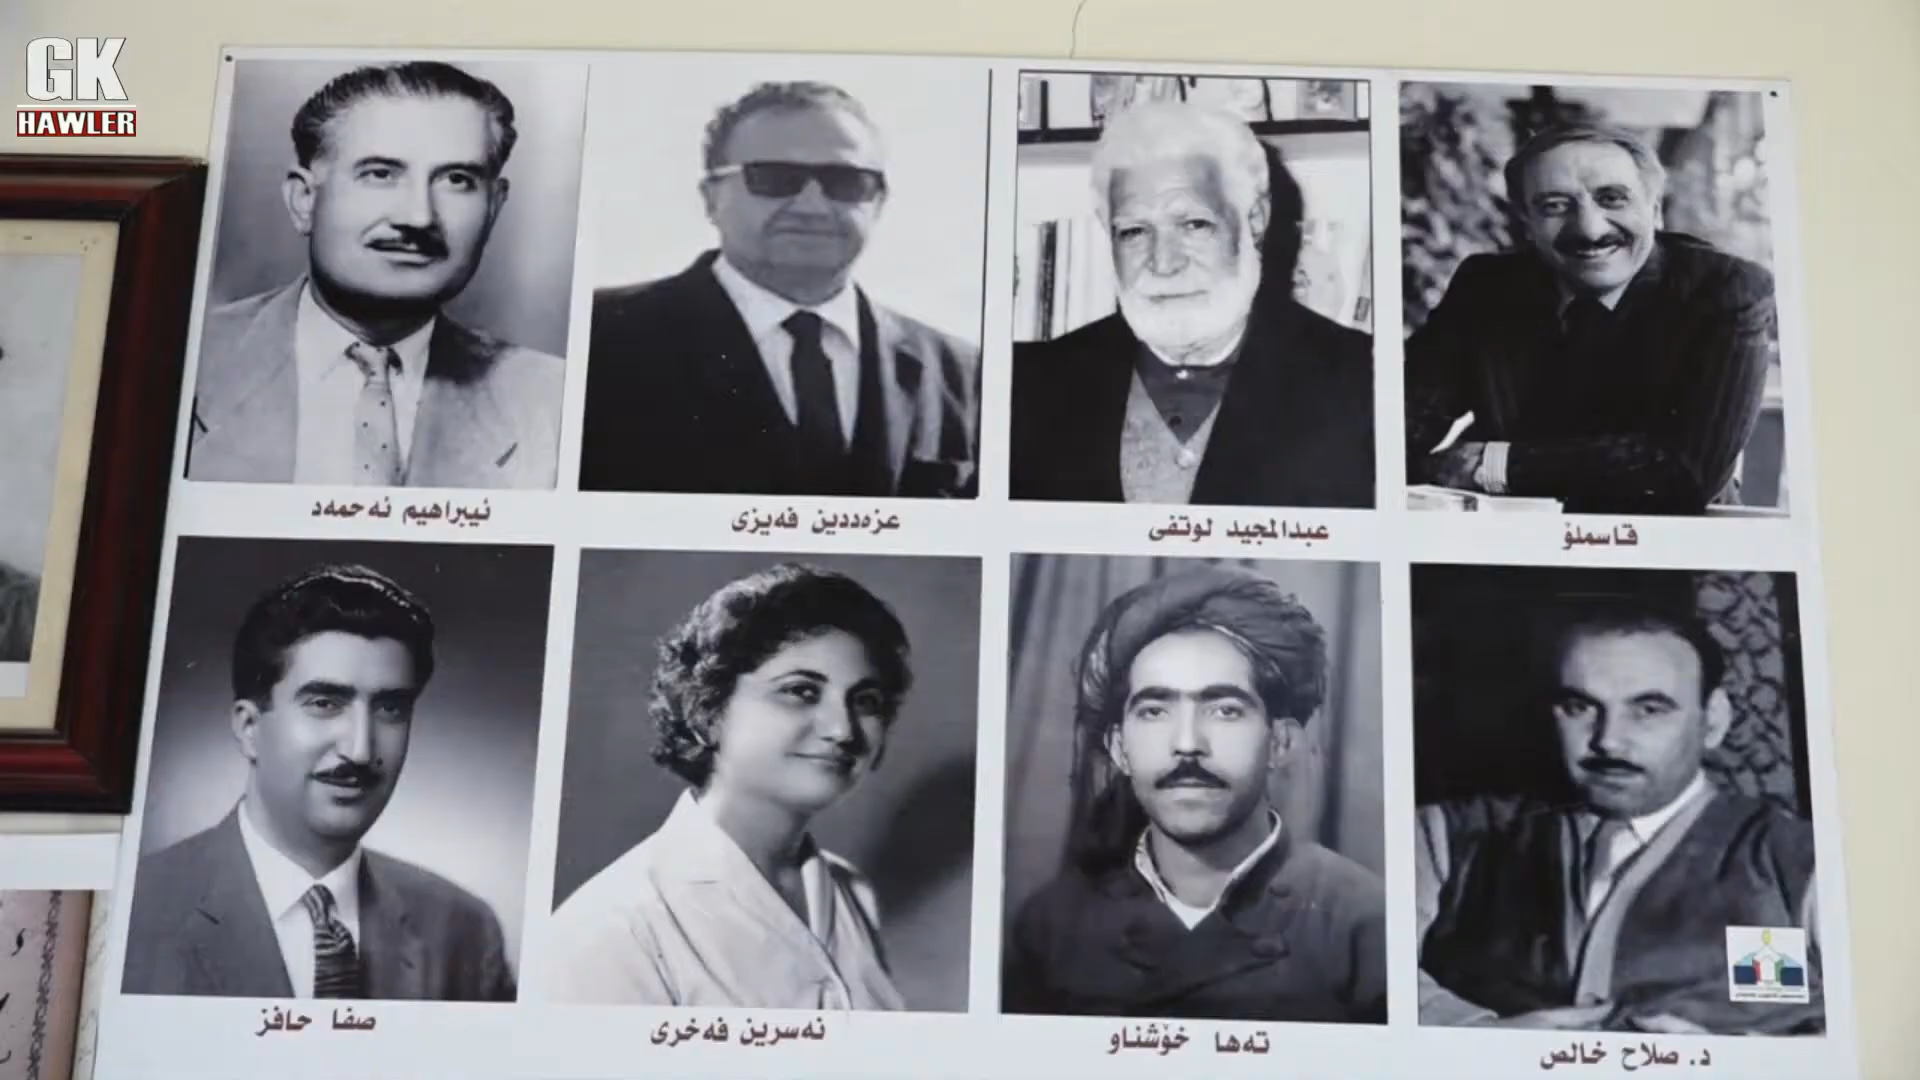 GK
HAWLER
ئیبراهیم ئەحمەد
عزەددین فەیزی
عبدالمجید لوتفی
قاسملۆ
صفا حافز
نەسرین فەخری
تەها خۆشناو
د. صلاح خالص